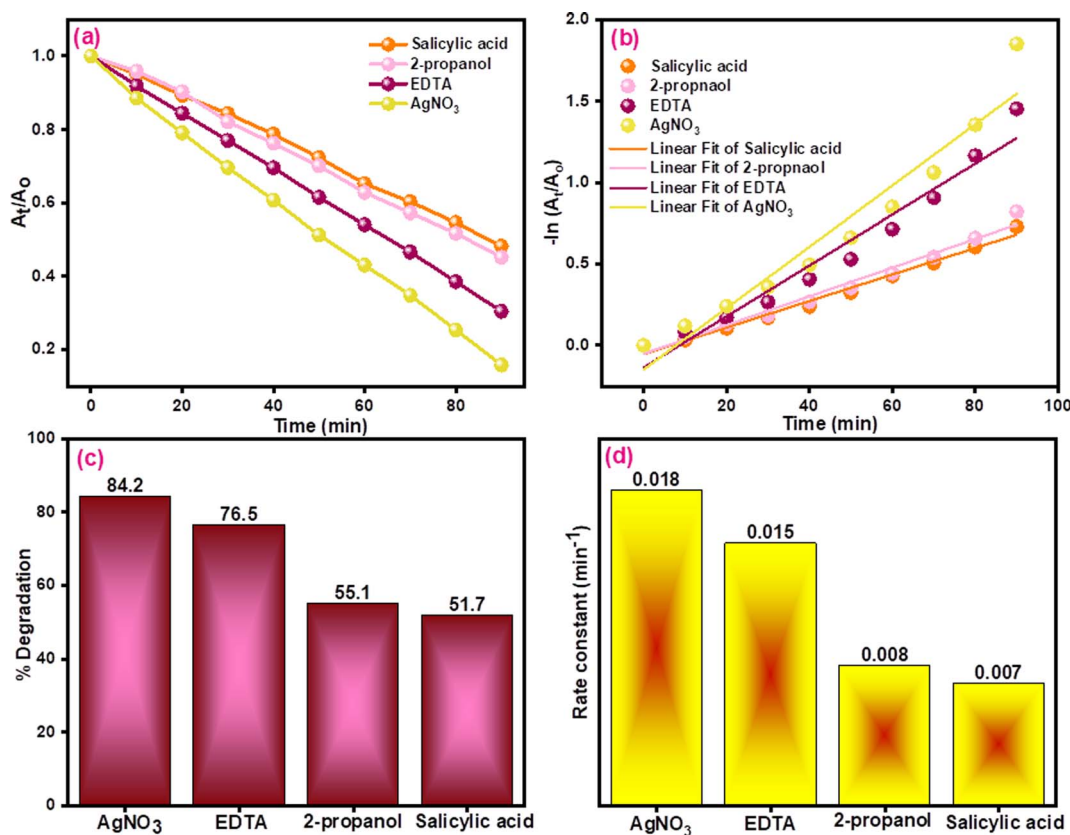 (a)
Salicylic acid
2-propanol
EDTA
AgNO₃
Aₜ/Aₒ
1.0
0.8
0.6
0.4
0.2
0 20 40 60 80
Time (min)
(b)
Salicylic acid
2-propnaol
EDTA
AgNO₃
Linear Fit of Salicylic acid
Linear Fit of 2-propnaol
Linear Fit of EDTA
Linear Fit of AgNO₃
-ln (Aₜ/Aₒ)
-2.0
1.5
1.0
0.5
0.0
0 20 40 60 80 100
Time (min)
(c)
% Degradation
100
80
60
40
20
0
84.2
76.5
55.1
51.7
AgNO₃ EDTA 2-propanol Salicylic acid
(d)
Rate constant (min⁻¹)
0.018
0.015
0.008
0.007
AgNO₃ EDTA 2-propanol Salicylic acid